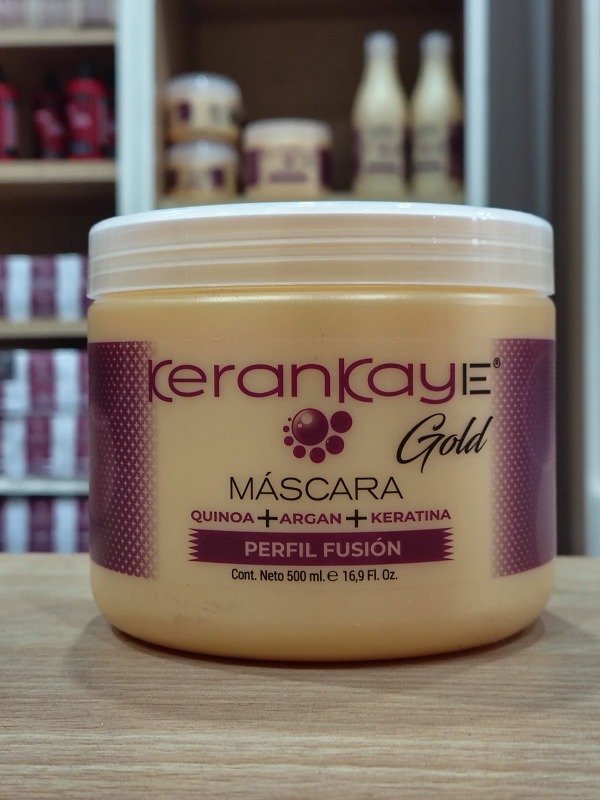 KeranKayE®
Gold
MÁSCARA
QUINOA + ARGAN + KERATINA
PERFIL FUSIÓN
Cont. Neto 500 ml. ℮ 16,9 Fl. Oz.